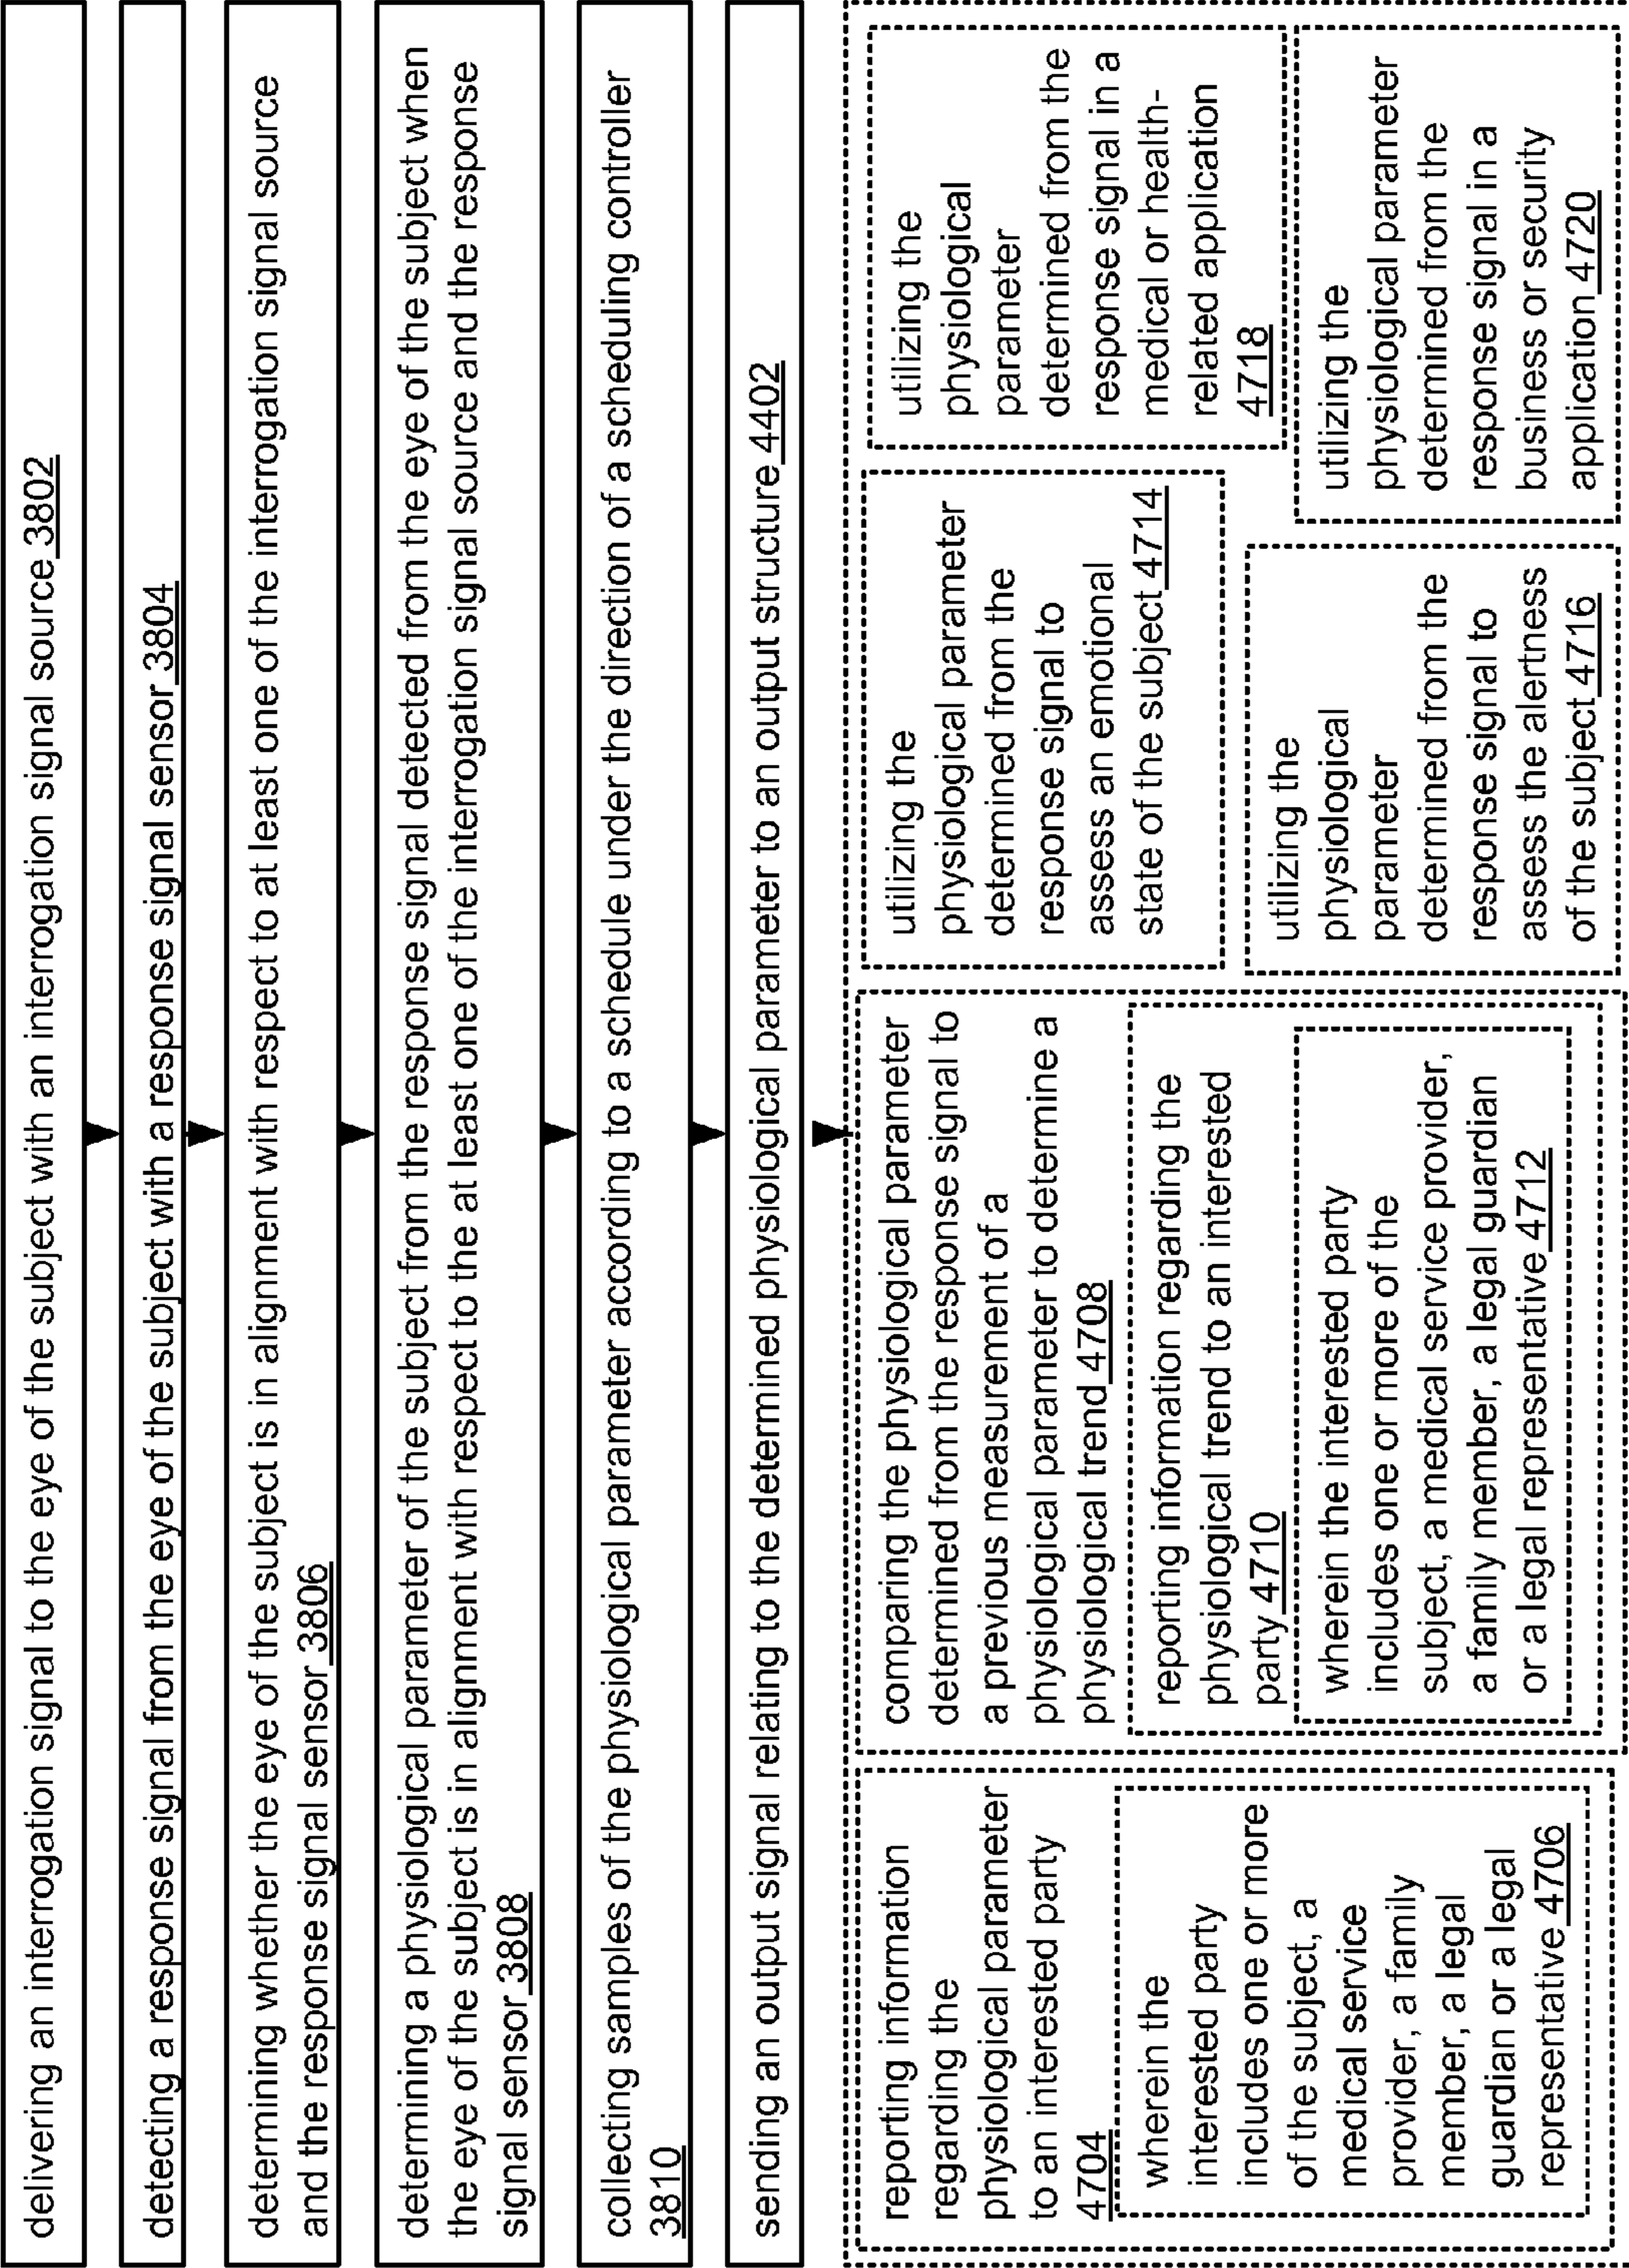 delivering an interrogation signal to the eye of the subject with an interrogation signal source 3802
detecting a response signal from the eye of the subject with a response signal sensor 3804
determining whether the eye of the subject is in alignment with respect to at least one of the interrogation signal source
and the response signal sensor 3806
determining a physiological parameter of the subject from the response signal detected from the eye of the subject when
the eye of the subject is in alignment with respect to the at least one of the interrogation signal source and the response
signal sensor 3808
collecting samples of the physiological parameter according to a schedule under the direction of a scheduling controller
3810
sending an output signal relating to the determined physiological parameter to an output structure 4402
reporting information
regarding the
physiological parameter
to an interested party
4704
wherein the
interested party
includes one or more
of the subject, a
medical service
provider, a family
member, a legal
guardian or a legal
representative 4706
comparing the physiological parameter
determined from the response signal to
a previous measurement of a
physiological parameter to determine a
physiological trend 4708
reporting information regarding the
physiological trend to an interested
party 4710
wherein the interested party
includes one or more of the
subject, a medical service provider,
a family member, a legal guardian
or a legal representative 4712
utilizing the
physiological parameter
determined from the
response signal to
assess an emotional
state of the subject 4714
utilizing the
physiological
parameter
determined from the
response signal to
assess the alertness
of the subject 4716
utilizing the
physiological
parameter
determined from the
response signal in a
medical or health-
related application
4718
utilizing the
physiological parameter
determined from the
response signal in a
business or security
application 4720